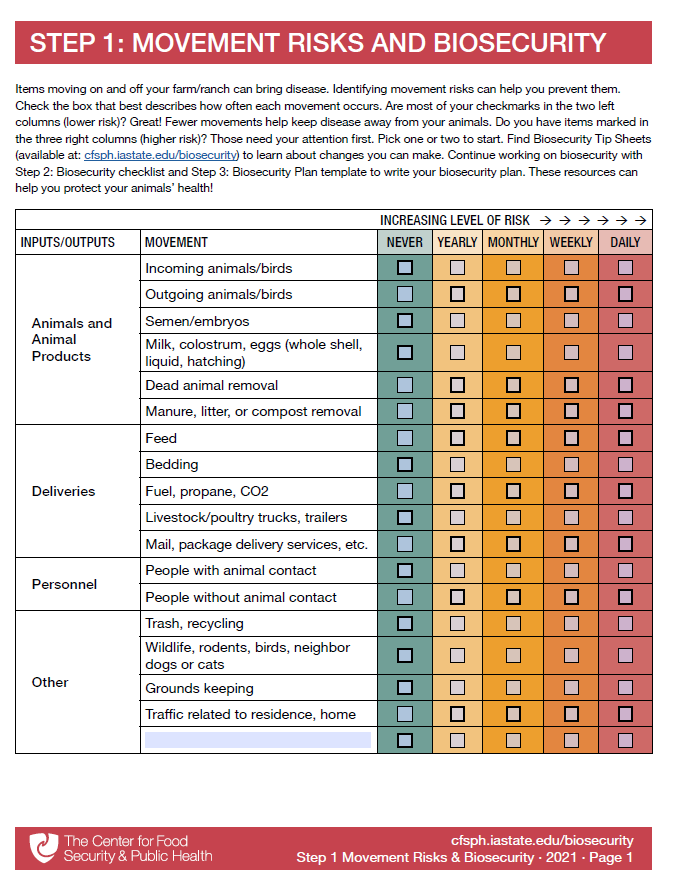 STEP 1: MOVEMENT RISKS AND BIOSECURITY
Items moving on and off your farm/ranch can bring disease. Identifying movement risks can help you prevent them.
Check the box that best describes how often each movement occurs. Are most of your checkmarks in the two left
columns (lower risk)? Great! Fewer movements help keep disease away from your animals. Do you have items marked in
the three right columns (higher risk)? Those need your attention first. Pick one or two to start. Find Biosecurity Tip Sheets
(available at: cfsph.iastate.edu/biosecurity) to learn about changes you can make. Continue working on biosecurity with
Step 2: Biosecurity checklist and Step 3: Biosecurity Plan template to write your biosecurity plan. These resources can
help you protect your animals’ health!
INCREASING LEVEL OF RISK → → → → → →
INPUTS/OUTPUTS MOVEMENT NEVER YEARLY MONTHLY WEEKLY DAILY
Animals and
Animal
Products
Incoming animals/birds
Outgoing animals/birds
Semen/embryos
Milk, colostrum, eggs (whole shell,
liquid, hatching)
Dead animal removal
Manure, litter, or compost removal
Deliveries
Feed
Bedding
Fuel, propane, CO2
Livestock/poultry trucks, trailers
Mail, package delivery services, etc.
Personnel
People with animal contact
People without animal contact
Other
Trash, recycling
Wildlife, rodents, birds, neighbor
dogs or cats
Grounds keeping
Traffic related to residence, home
The Center for Food
Security & Public Health
cfsph.iastate.edu/biosecurity
Step 1 Movement Risks & Biosecurity · 2021 · Page 1